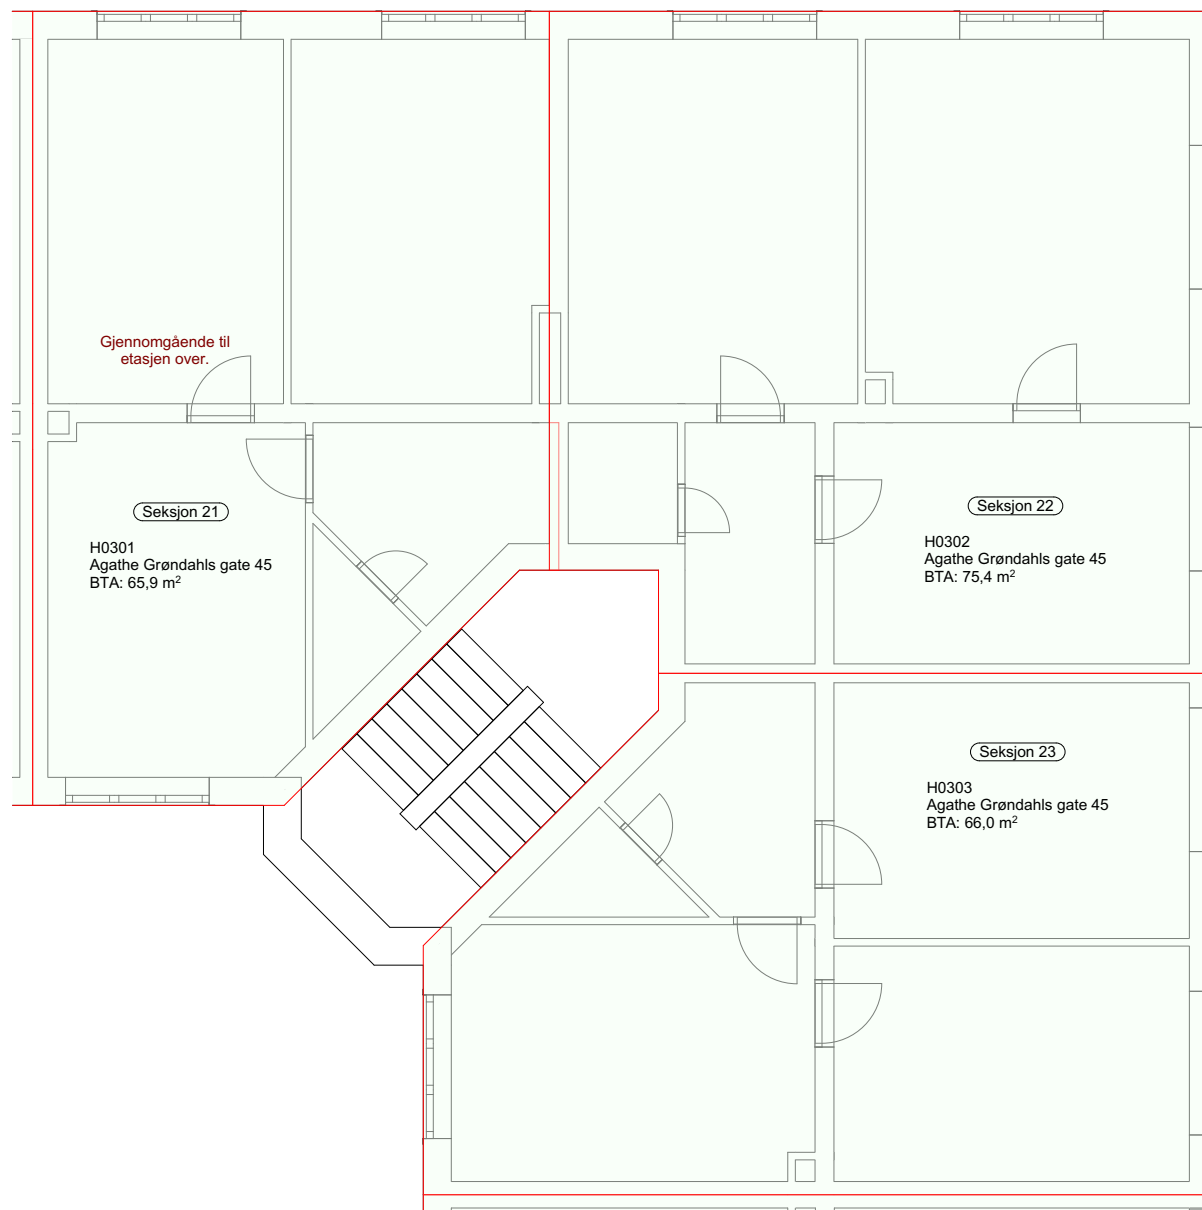 Gjennomgående til
etasjen over.
Seksjon 21
H0301
Agathe Grøndahls gate 45
BTA: 65,9 m²
Seksjon 22
H0302
Agathe Grøndahls gate 45
BTA: 75,4 m²
Seksjon 23
H0303
Agathe Grøndahls gate 45
BTA: 66,0 m²